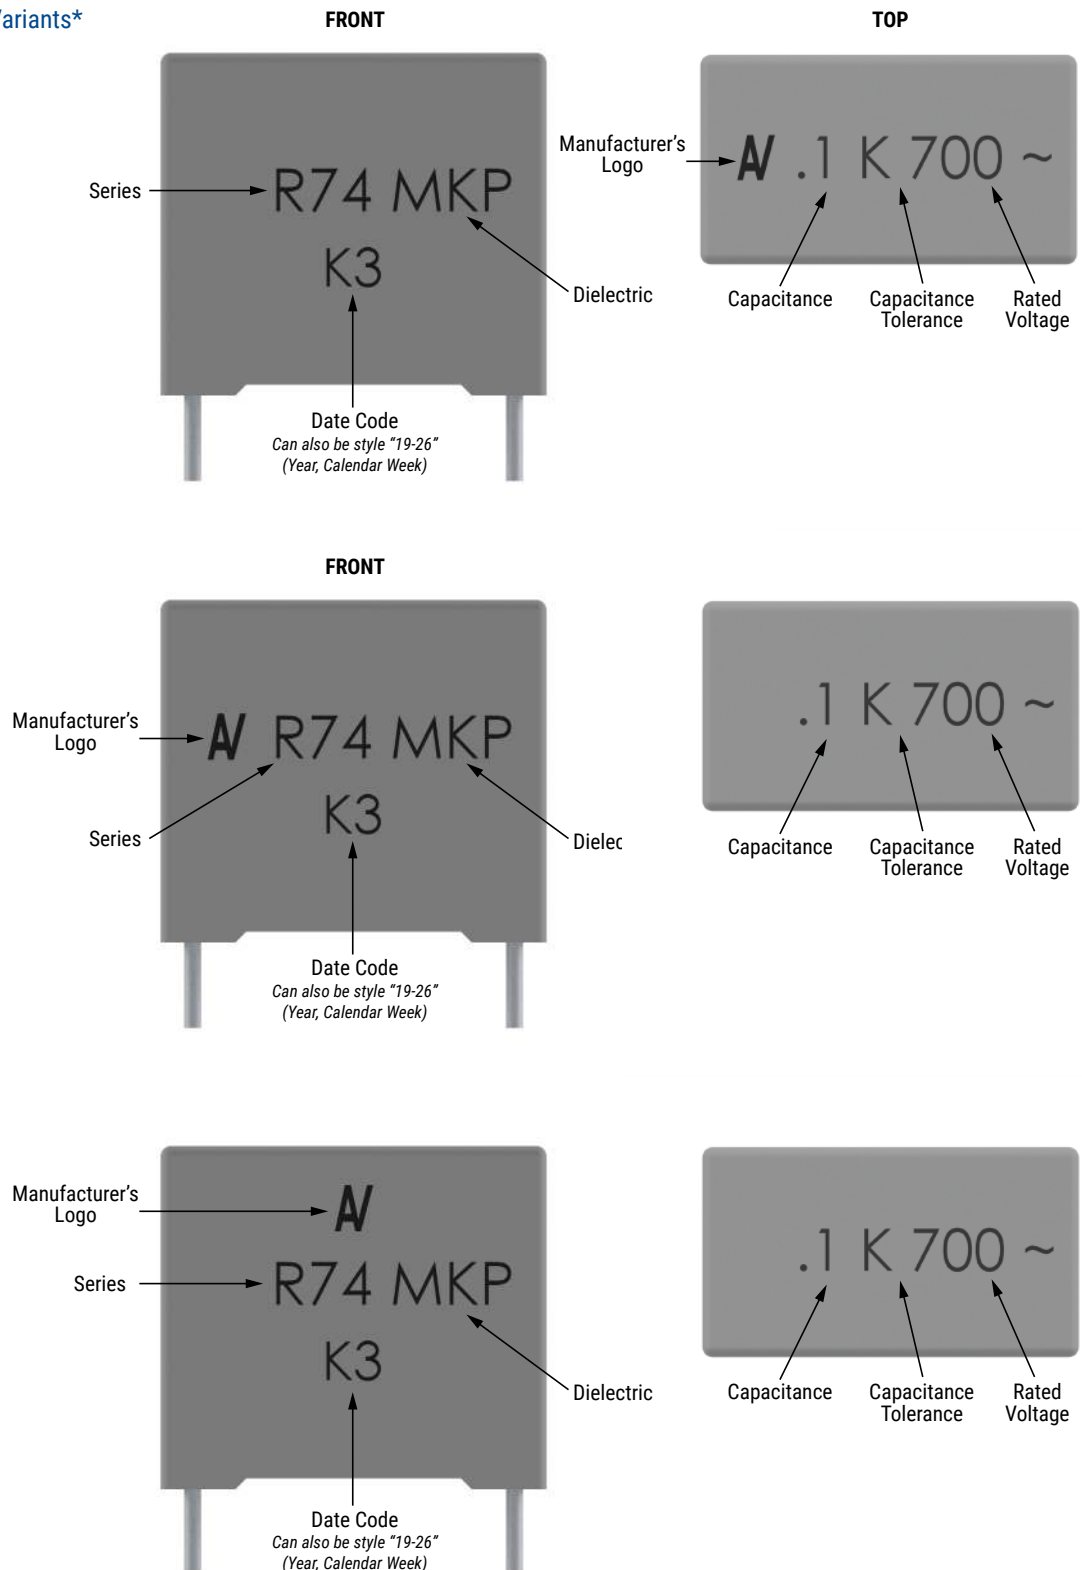 Variants*
FRONT
TOP
R74 MKP
K3
Series
Dielectric
Date Code
Can also be style “19-26”
(Year, Calendar Week)
Manufacturer’s
Logo
.1 K 700 ~
Capacitance
Capacitance
Tolerance
Rated
Voltage
FRONT
Manufacturer’s
Logo
R74 MKP
K3
Series
Dielec
Date Code
Can also be style “19-26”
(Year, Calendar Week)
.1 K 700 ~
Capacitance
Capacitance
Tolerance
Rated
Voltage
Manufacturer’s
Logo
R74 MKP
Series
K3
Dielectric
Date Code
Can also be style “19-26”
(Year, Calendar Week)
.1 K 700 ~
Capacitance
Capacitance
Tolerance
Rated
Voltage